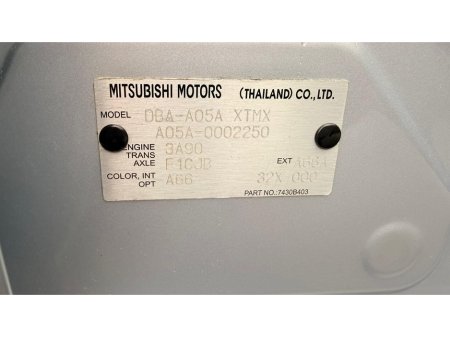 MITSUBISHI MOTORS (THAILAND) CO., LTD.
MODEL DBA-A05A XTMX
A05A-0002250
ENGINE 3A90
TRANS AXLE F1CJB EXT A66A
COLOR, INT OPT A66 32X 000
PART NO.:7430B403